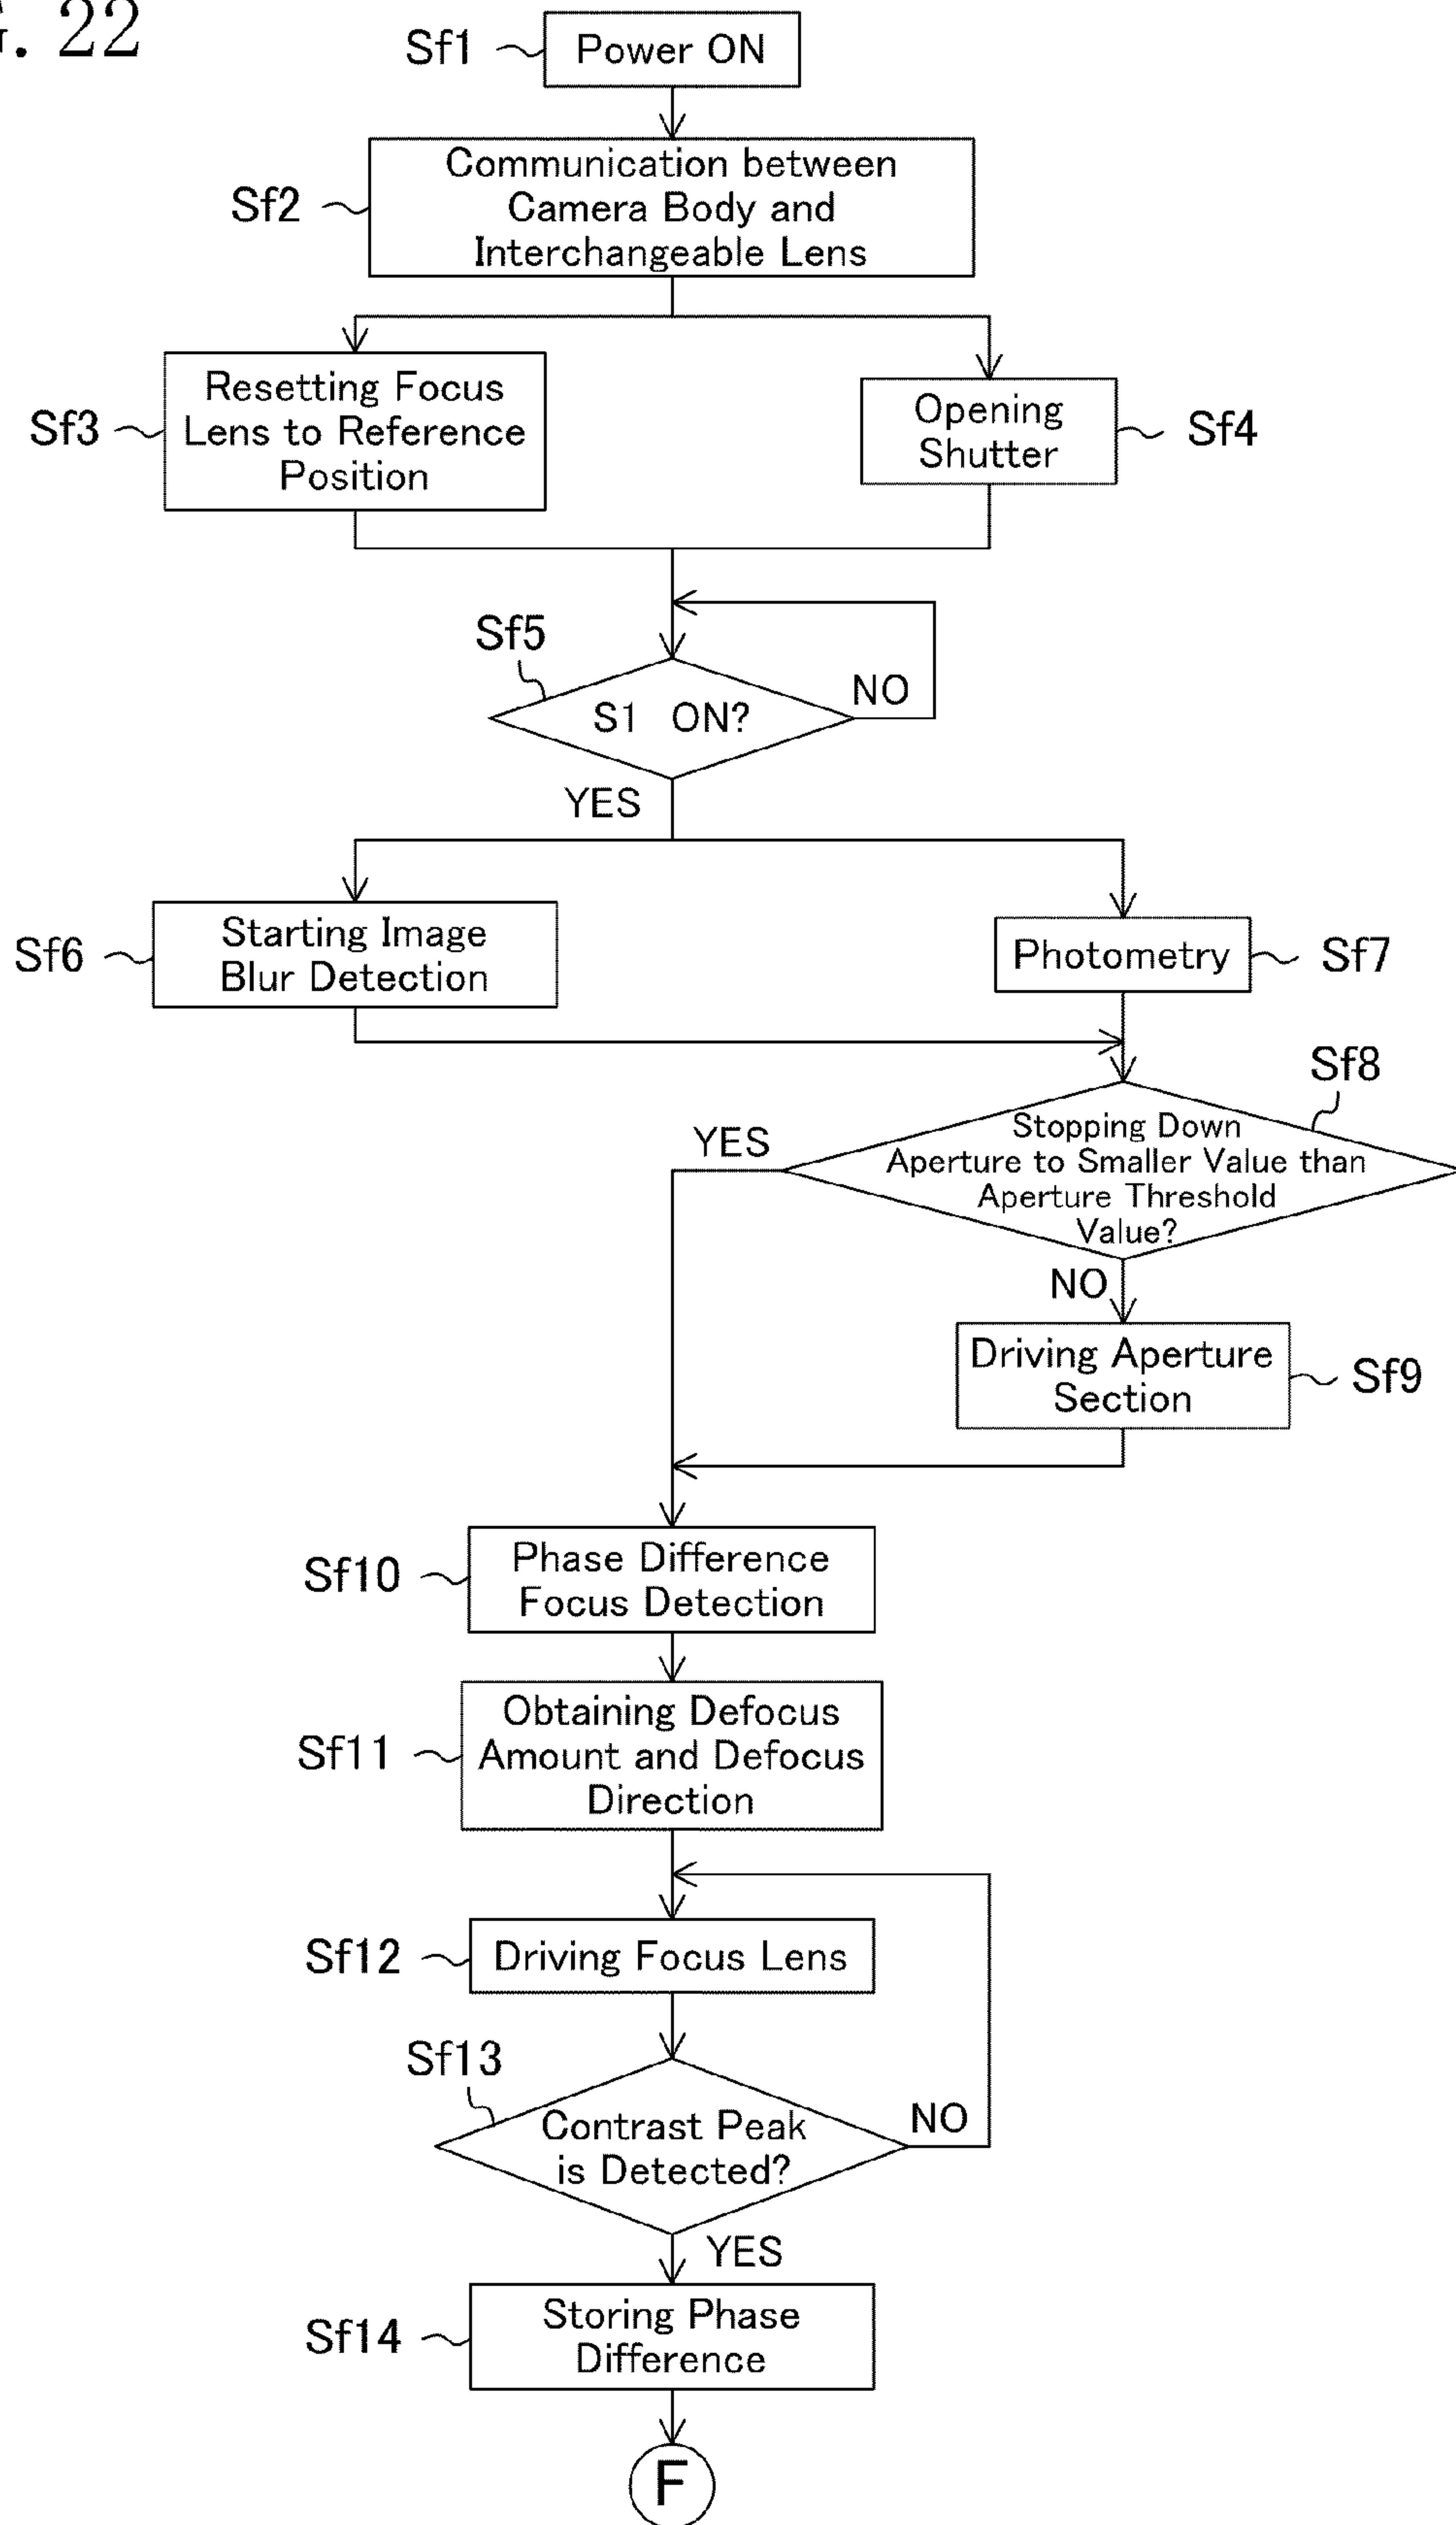 G. 22
Sf1
Power ON
Sf2
Communication between
Camera Body and
Interchangeable Lens
Sf3
Resetting Focus
Lens to Reference
Position
Opening
Shutter
Sf4
Sf5
S1 ON?
NO
YES
Sf6
Starting Image
Blur Detection
Photometry
Sf7
Sf8
YES
Stopping Down
Aperture to Smaller Value than
Aperture Threshold
Value?
NO
Driving Aperture
Section
Sf9
Sf10
Phase Difference
Focus Detection
Sf11
Obtaining Defocus
Amount and Defocus
Direction
Sf12
Driving Focus Lens
Sf13
Contrast Peak
is Detected?
NO
YES
Sf14
Storing Phase
Difference
F